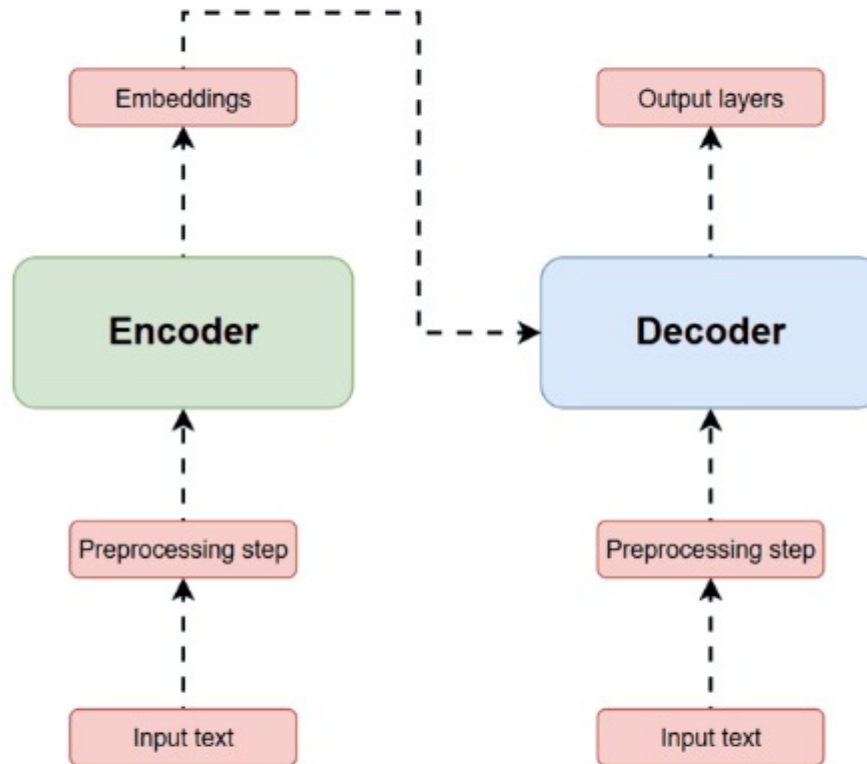 Embeddings
Output layers
Encoder
Decoder
Preprocessing step
Preprocessing step
Input text
Input text